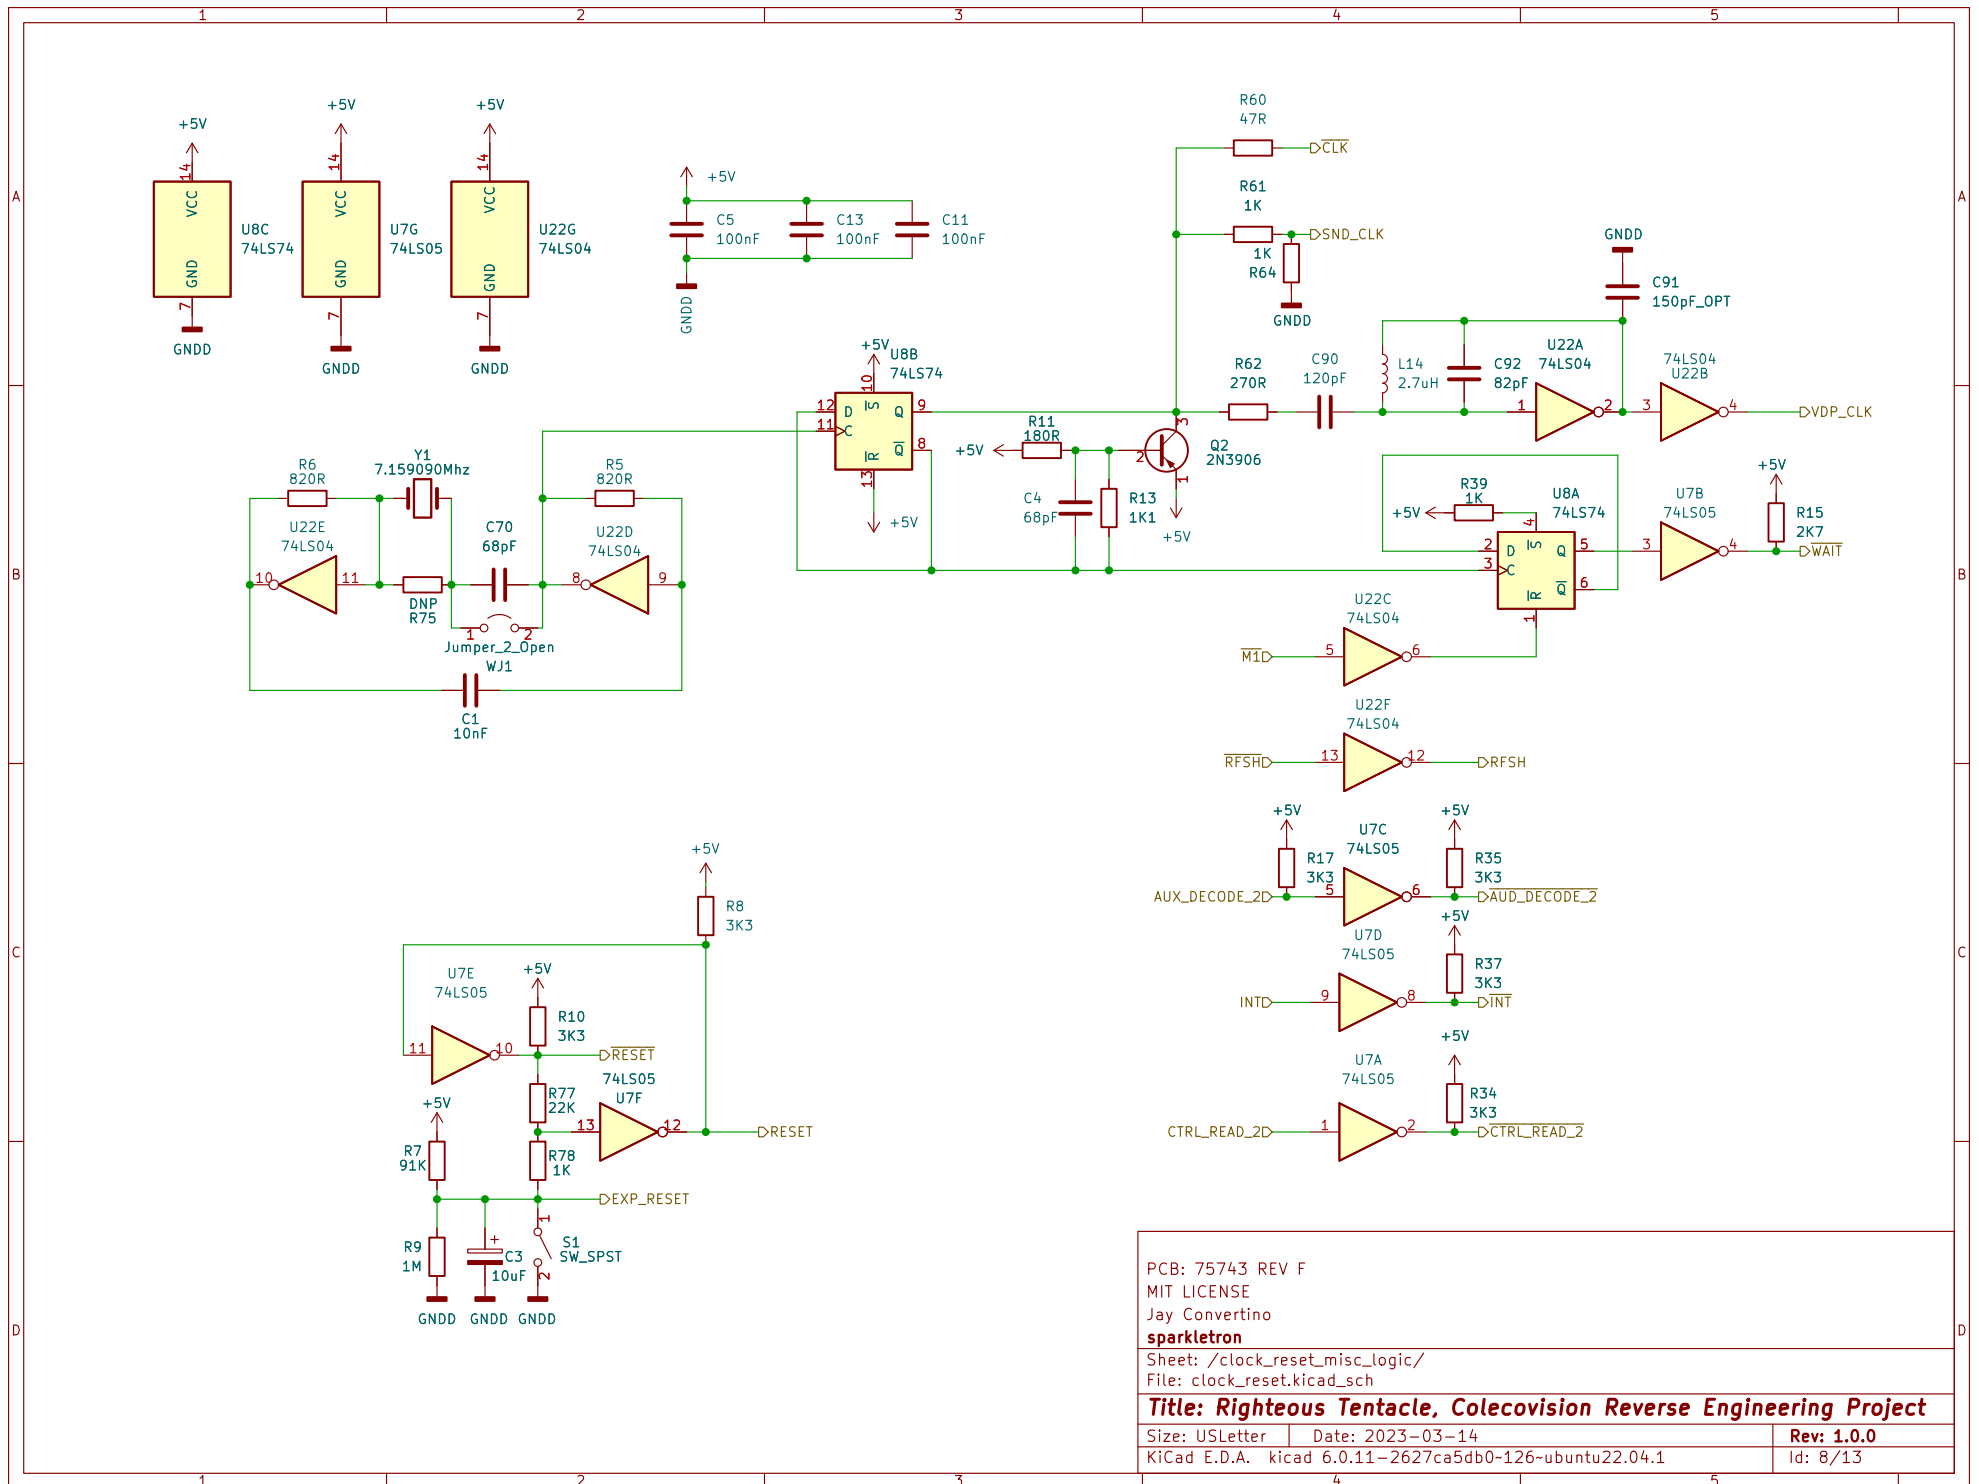 1 2 3 4 5
A A
B B
C C
D D
+5V
14
VCC
GND
7
GNDD
U8C
74LS74
+5V
14
VCC
GND
7
GNDD
U7G
74LS05
+5V
14
VCC
GND
7
GNDD
U22G
74LS04
+5V
C5
100nF
C13
100nF
C11
100nF
GNDD
R60
47R
CLK
R61
1K
SND_CLK
1K
R64
GNDD
GNDD
C91
150pF_OPT
+5V
U8B
74LS74
10
12
D
S
Q
9
11
C
R
Q
8
13
+5V
R62
270R
C90
120pF
L14
2.7uH
C92
82pF
U22A
74LS04
1
2
74LS04
U22B
3
4
VDP_CLK
R11
180R
+5V
2
3
1
Q2
2N3906
+5V
C4
68pF
R13
1K1
R39
1K
+5V
U8A
74LS74
4
2
D
S
Q
5
3
C
R
Q
6
1
U7B
74LS05
3
4
+5V
R15
2K7
WAIT
R6
820R
Y1
7.159090Mhz
R5
820R
U22E
74LS04
10
11
C70
68pF
U22D
74LS04
8
9
DNP
R75
1
2
Jumper_2_Open
WJ1
C1
10nF
U22C
74LS04
M1
5
6
U22F
74LS04
RFSH
13
12
RFSH
+5V
R17
3K3
U7C
74LS05
+5V
R35
3K3
AUX_DECODE_2
5
6
AUD_DECODE_2
U7D
74LS05
+5V
R37
3K3
INT
9
8
INT
U7A
74LS05
+5V
R34
3K3
CTRL_READ_2
1
2
CTRL_READ_2
+5V
R8
3K3
U7E
74LS05
11
10
+5V
R10
3K3
RESET
74LS05
U7F
R77
22K
13
12
RESET
+5V
R7
91K
R78
1K
EXP_RESET
R9
1M
+
C3
10uF
1
2
S1
SW_SPST
GNDD GNDD GNDD
PCB: 75743 REV F
MIT LICENSE
Jay Convertino
sparkletron
Sheet: /clock_reset_misc_logic/
File: clock_reset.kicad_sch
Title: Righteous Tentacle, Colecovision Reverse Engineering Project
Size: USLetter Date: 2023-03-14 Rev: 1.0.0
KiCad E.D.A. kicad 6.0.11-2627ca5db0~126~ubuntu22.04.1 Id: 8/13
1 2 3 4 5